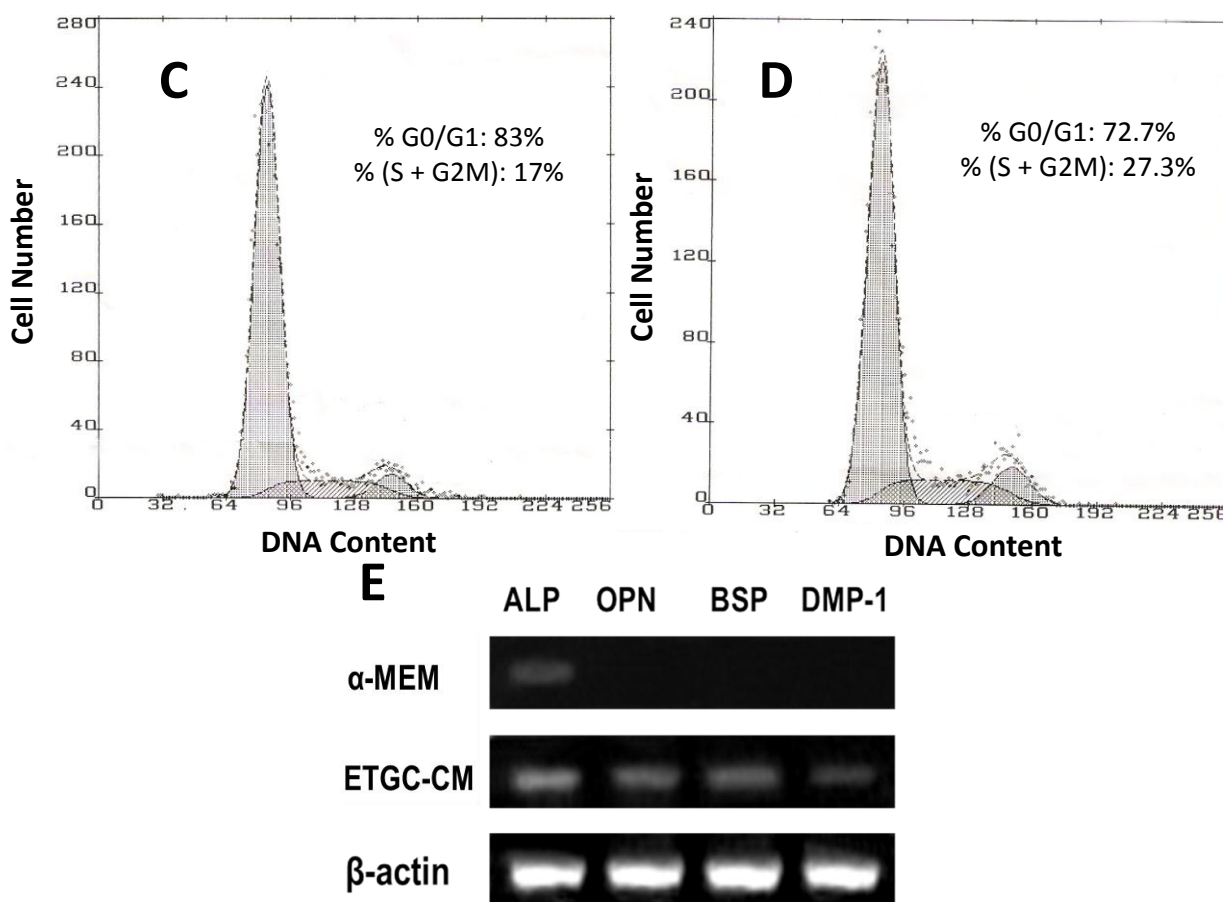 C
% G0/G1: 83%
% (S + G2M): 17%
Cell Number
280
240
200
160
120
80
40
0
0 32 64 96 128 160 192 224 256
DNA Content
D
% G0/G1: 72.7%
% (S + G2M): 27.3%
Cell Number
240
200
160
120
80
40
0
0 32 64 96 128 160 192 224 256
DNA Content
E
ALP OPN BSP DMP-1
α-MEM
ETGC-CM
β-actin